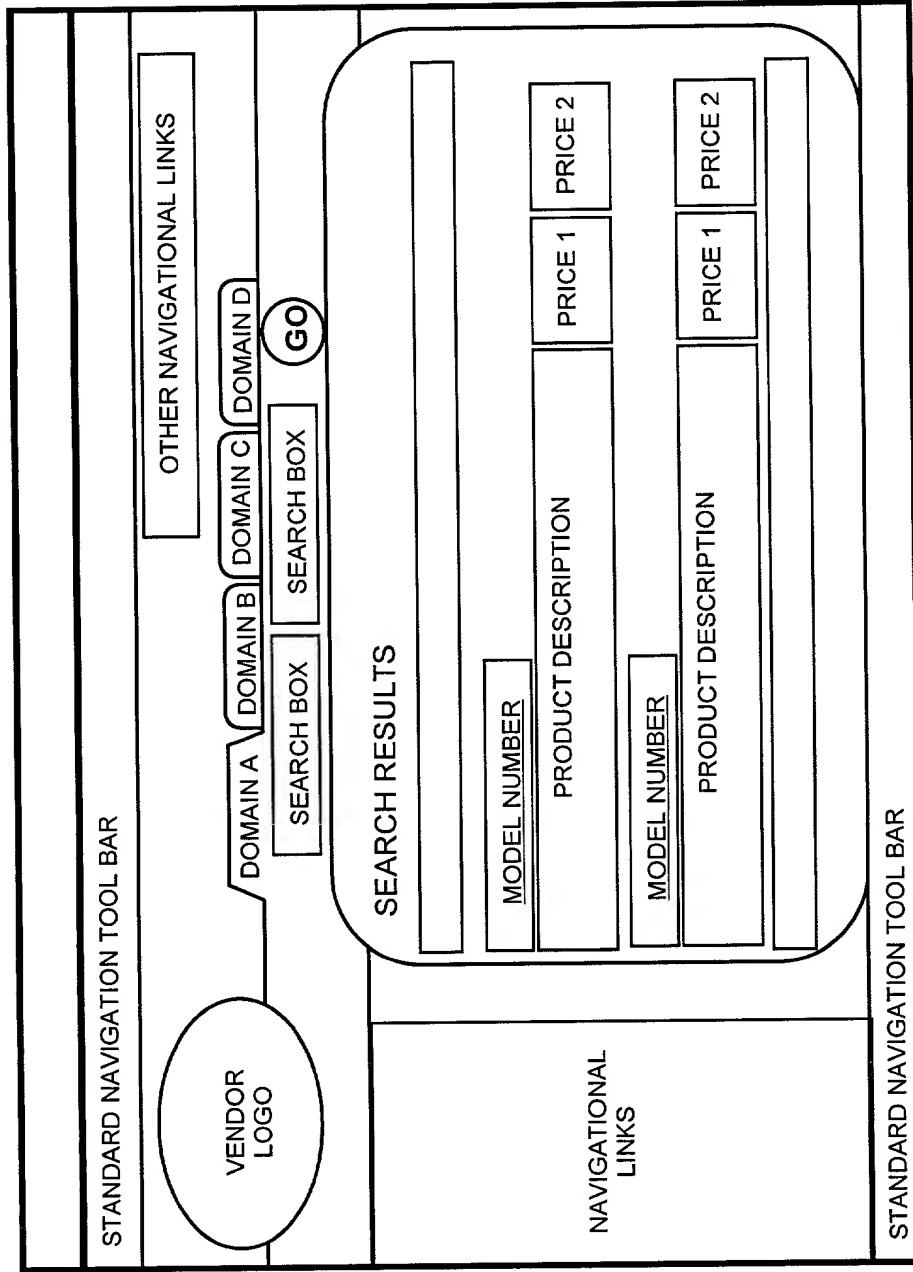 STANDARD NAVIGATION TOOL BAR
OTHER NAVIGATIONAL LINKS
VENDOR
LOGO
DOMAIN A
DOMAIN B
DOMAIN C
DOMAIN D
SEARCH BOX
SEARCH BOX
GO
NAVIGATIONAL
LINKS
SEARCH RESULTS
MODEL NUMBER
PRODUCT DESCRIPTION
PRICE 1
PRICE 2
MODEL NUMBER
PRODUCT DESCRIPTION
PRICE 1
PRICE 2
STANDARD NAVIGATION TOOL BAR